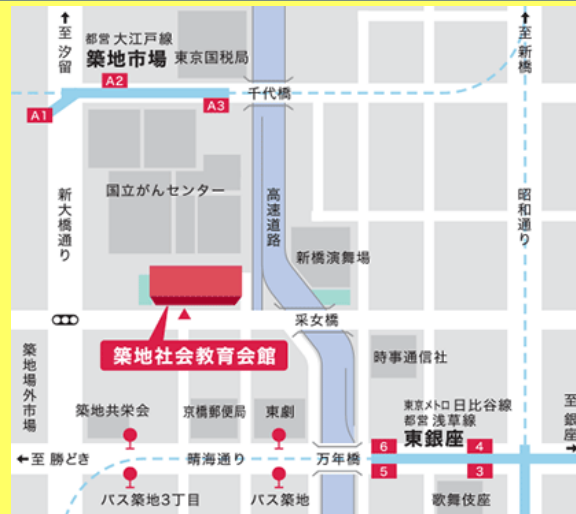 至 汐留
都営 大江戸線
築地市場
東京国税局
至 新橋
A2
A3
A1
千代橋
国立がんセンター
新大橋通り
高速道路
昭和通り
新橋演舞場
采女橋
築地社会教育会館
築地場外市場
時事通信社
築地共栄会
京橋郵便局
東劇
東京メトロ 日比谷線
都営 浅草線
東銀座
至 銀座
6
4
至 勝どき
晴海通り
万年橋
5
3
バス築地3丁目
バス築地
歌舞伎座